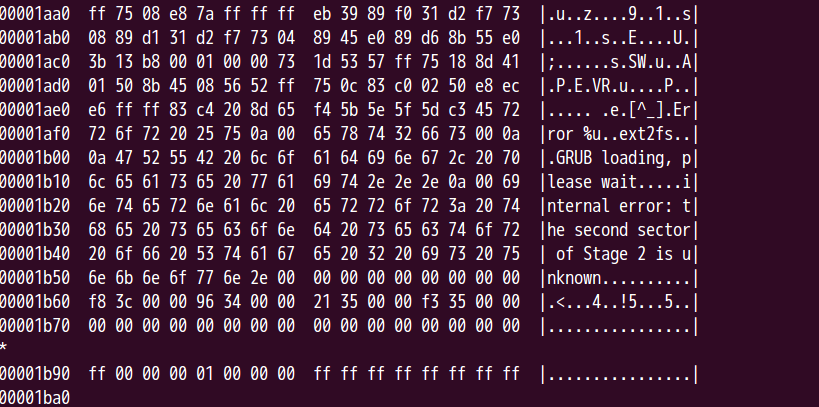 00001aa0  ff 75 08 e8 7a ff ff ff  eb 39 89 f0 31 d2 f7 73  |.u..z....9..1..s|
00001ab0  08 89 d1 31 d2 f7 73 04  89 45 e0 89 d6 8b 55 e0  |...1..s..E....U.|
00001ac0  3b 13 b8 00 01 00 00 73  1d 53 57 ff 75 18 8d 41  |;......s.SW.u..A|
00001ad0  01 50 8b 45 08 56 52 ff  75 0c 83 c0 02 50 e8 ec  |.P.E.VR.u....P..|
00001ae0  e6 ff ff 83 c4 20 8d 65  f4 5b 5e 5f 5d c3 45 72  |..... .e.[^_].Er|
00001af0  72 6f 72 20 25 75 0a 00  65 78 74 32 66 73 00 0a  |ror %u..ext2fs..|
00001b00  0a 47 52 55 42 20 6c 6f  61 64 69 6e 67 2c 20 70  |.GRUB loading, p|
00001b10  6c 65 61 73 65 20 77 61  69 74 2e 2e 2e 0a 00 69  |lease wait.....i|
00001b20  6e 74 65 72 6e 61 6c 20  65 72 72 6f 72 3a 20 74  |nternal error: t|
00001b30  68 65 20 73 65 63 6f 6e  64 20 73 65 63 74 6f 72  |he second sector|
00001b40  20 6f 66 20 53 74 61 67  65 20 32 20 69 73 20 75  | of Stage 2 is u|
00001b50  6e 6b 6e 6f 77 6e 2e 00  00 00 00 00 00 00 00 00  |nknown..........|
00001b60  f8 3c 00 00 96 34 00 00  21 35 00 00 f3 35 00 00  |.<...4..!5...5..|
00001b70  00 00 00 00 00 00 00 00  00 00 00 00 00 00 00 00  |................|
*
00001b90  ff 00 00 00 01 00 00 00  ff ff ff ff ff ff ff ff  |................|
00001ba0